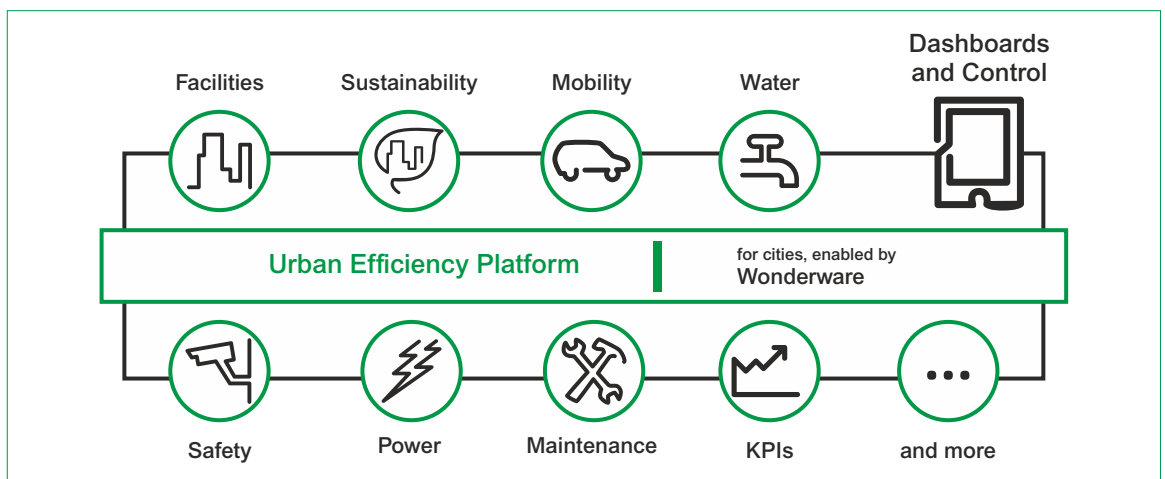 Facilities
Sustainability
Mobility
Water
Dashboards
and Control
Urban Efficiency Platform
for cities, enabled by
Wonderware
Safety
Power
Maintenance
KPIs
and more